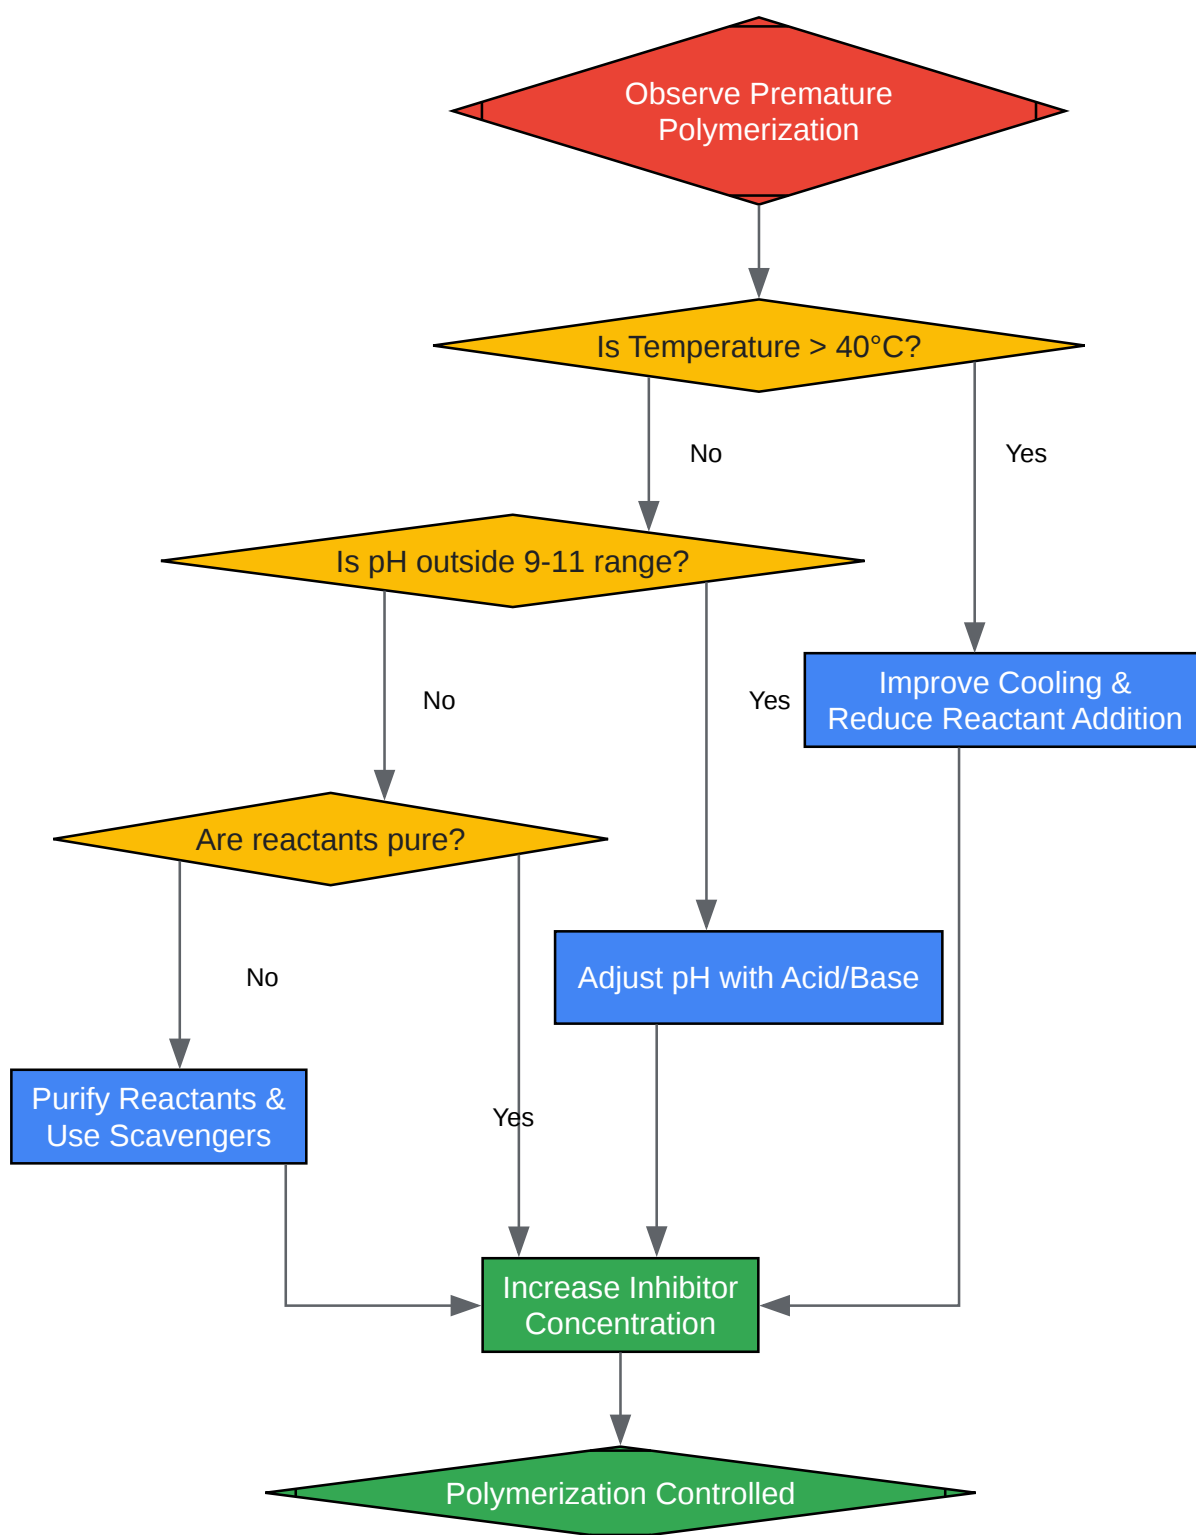 Observe Premature
Polymerization
Is Temperature > 40°C?
No
Yes
Is pH outside 9-11 range?
No
Yes
Improve Cooling &
Reduce Reactant Addition
Are reactants pure?
No
Adjust pH with Acid/Base
Purify Reactants &
Use Scavengers
Yes
Increase Inhibitor
Concentration
Polymerization Controlled